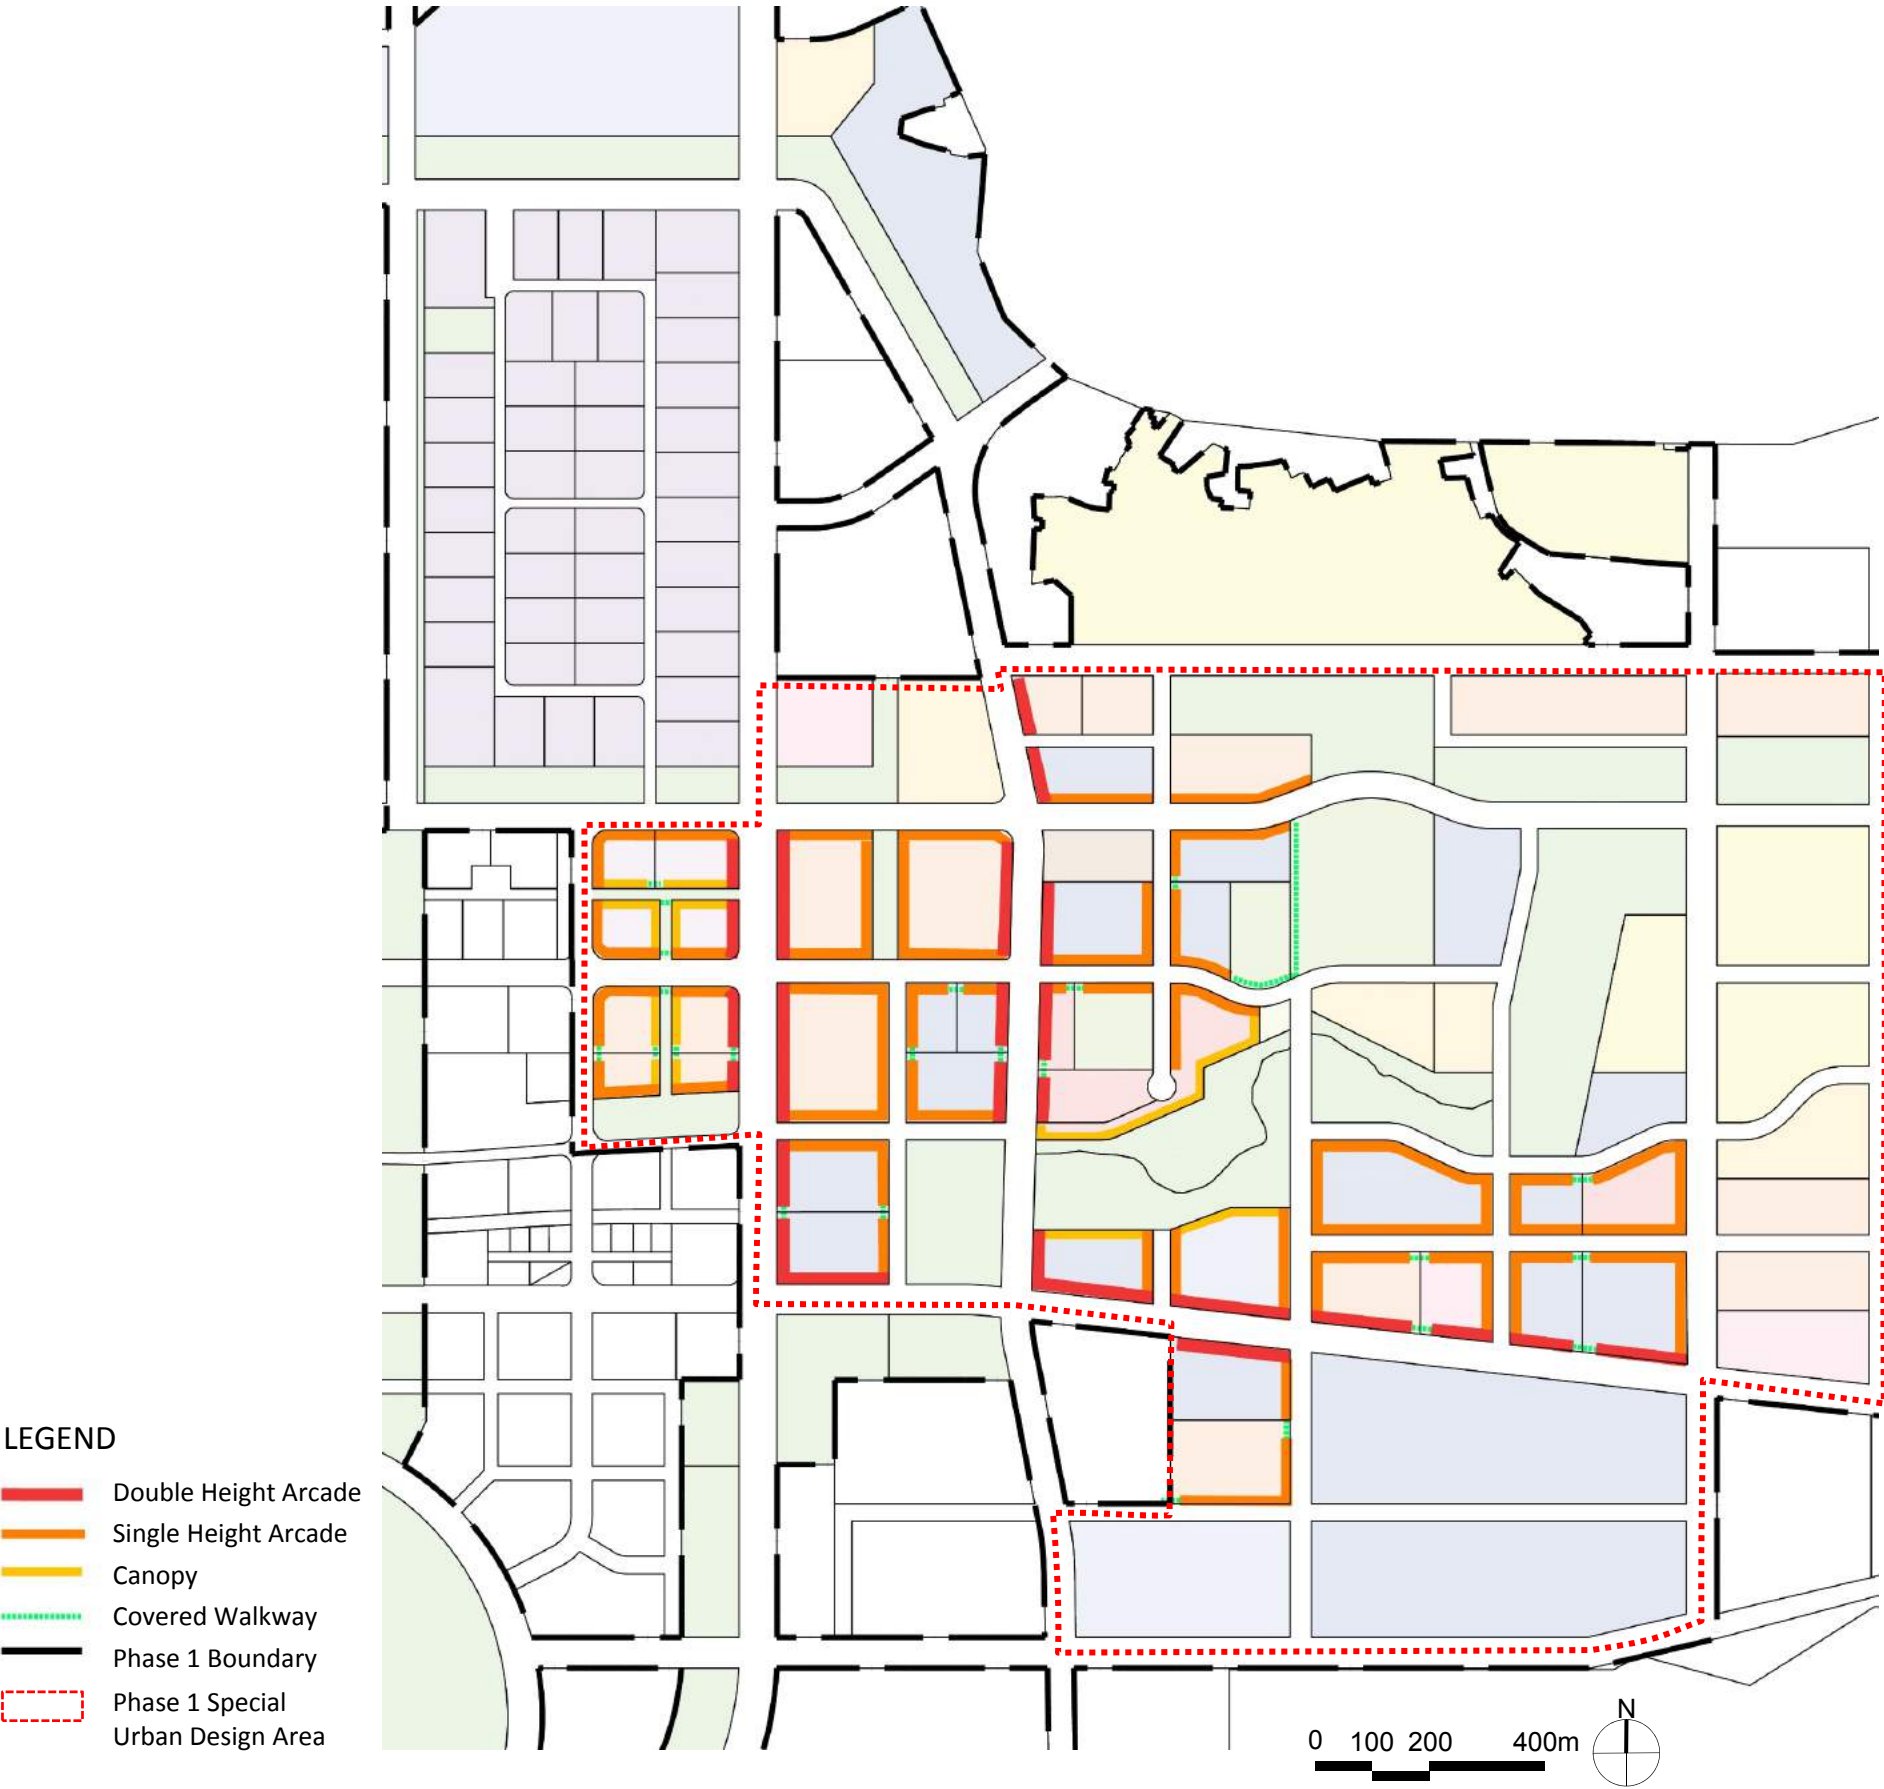 LEGEND
Double Height Arcade
Single Height Arcade
Canopy
Covered Walkway
Phase 1 Boundary
Phase 1 Special
Urban Design Area
N
0 100 200 400m